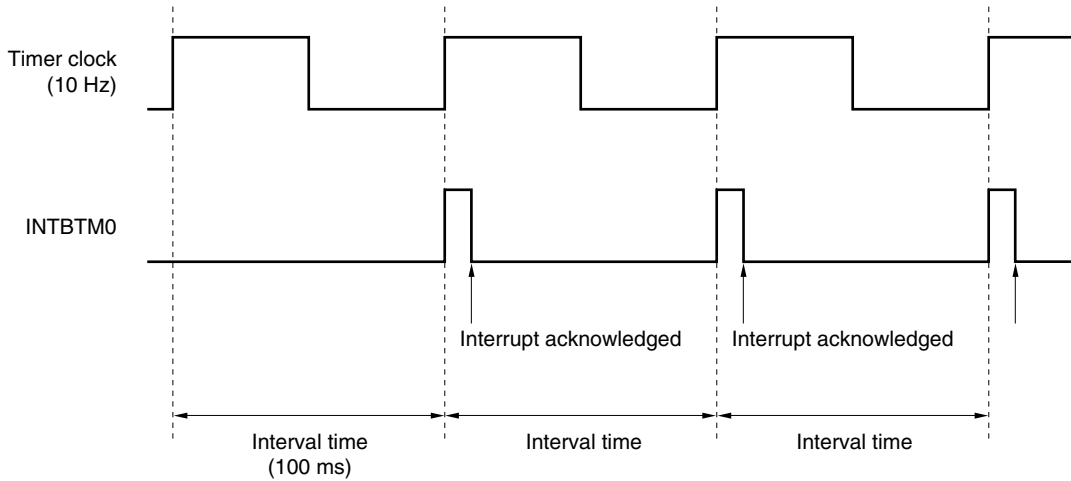 Timer clock
(10 Hz)
INTBTM0
Interrupt acknowledged
Interrupt acknowledged
Interval time
(100 ms)
Interval time
Interval time